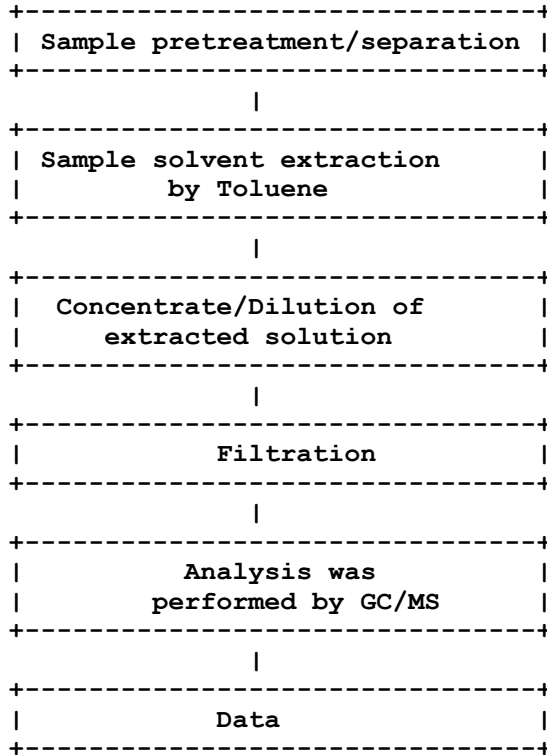 Sample pretreatment/separation
Sample solvent extraction
by Toluene
Concentrate/Dilution of
extracted solution
Filtration
Analysis was
performed by GC/MS
Data